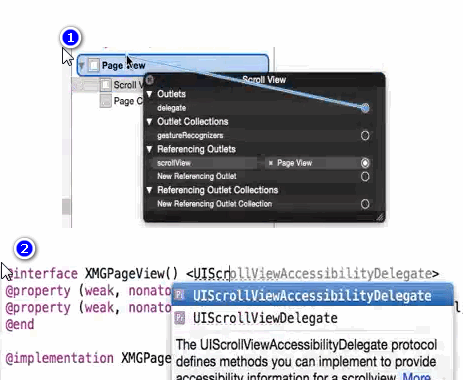 1
Page View
Scroll V
Page C
Scroll View
Outlets
delegate
Outlet Collections
gestureRecognizers
Referencing Outlets
scrollView × Page View
New Referencing Outlet
Referencing Outlet Collections
New Referencing Outlet Collection
2
@interface XMGPageView() <UIScrollViewAccessibilityDelegate>
@property (weak, nonato
@property (weak, nonato l
@end
@implementation XMGPage
Pr UIScrollViewAccessibilityDelegate
Pr UIScrollViewDelegate
The UIScrollViewAccessibilityDelegate protocol
defines methods you can implement to provide
accessibility information for a scrollview. More